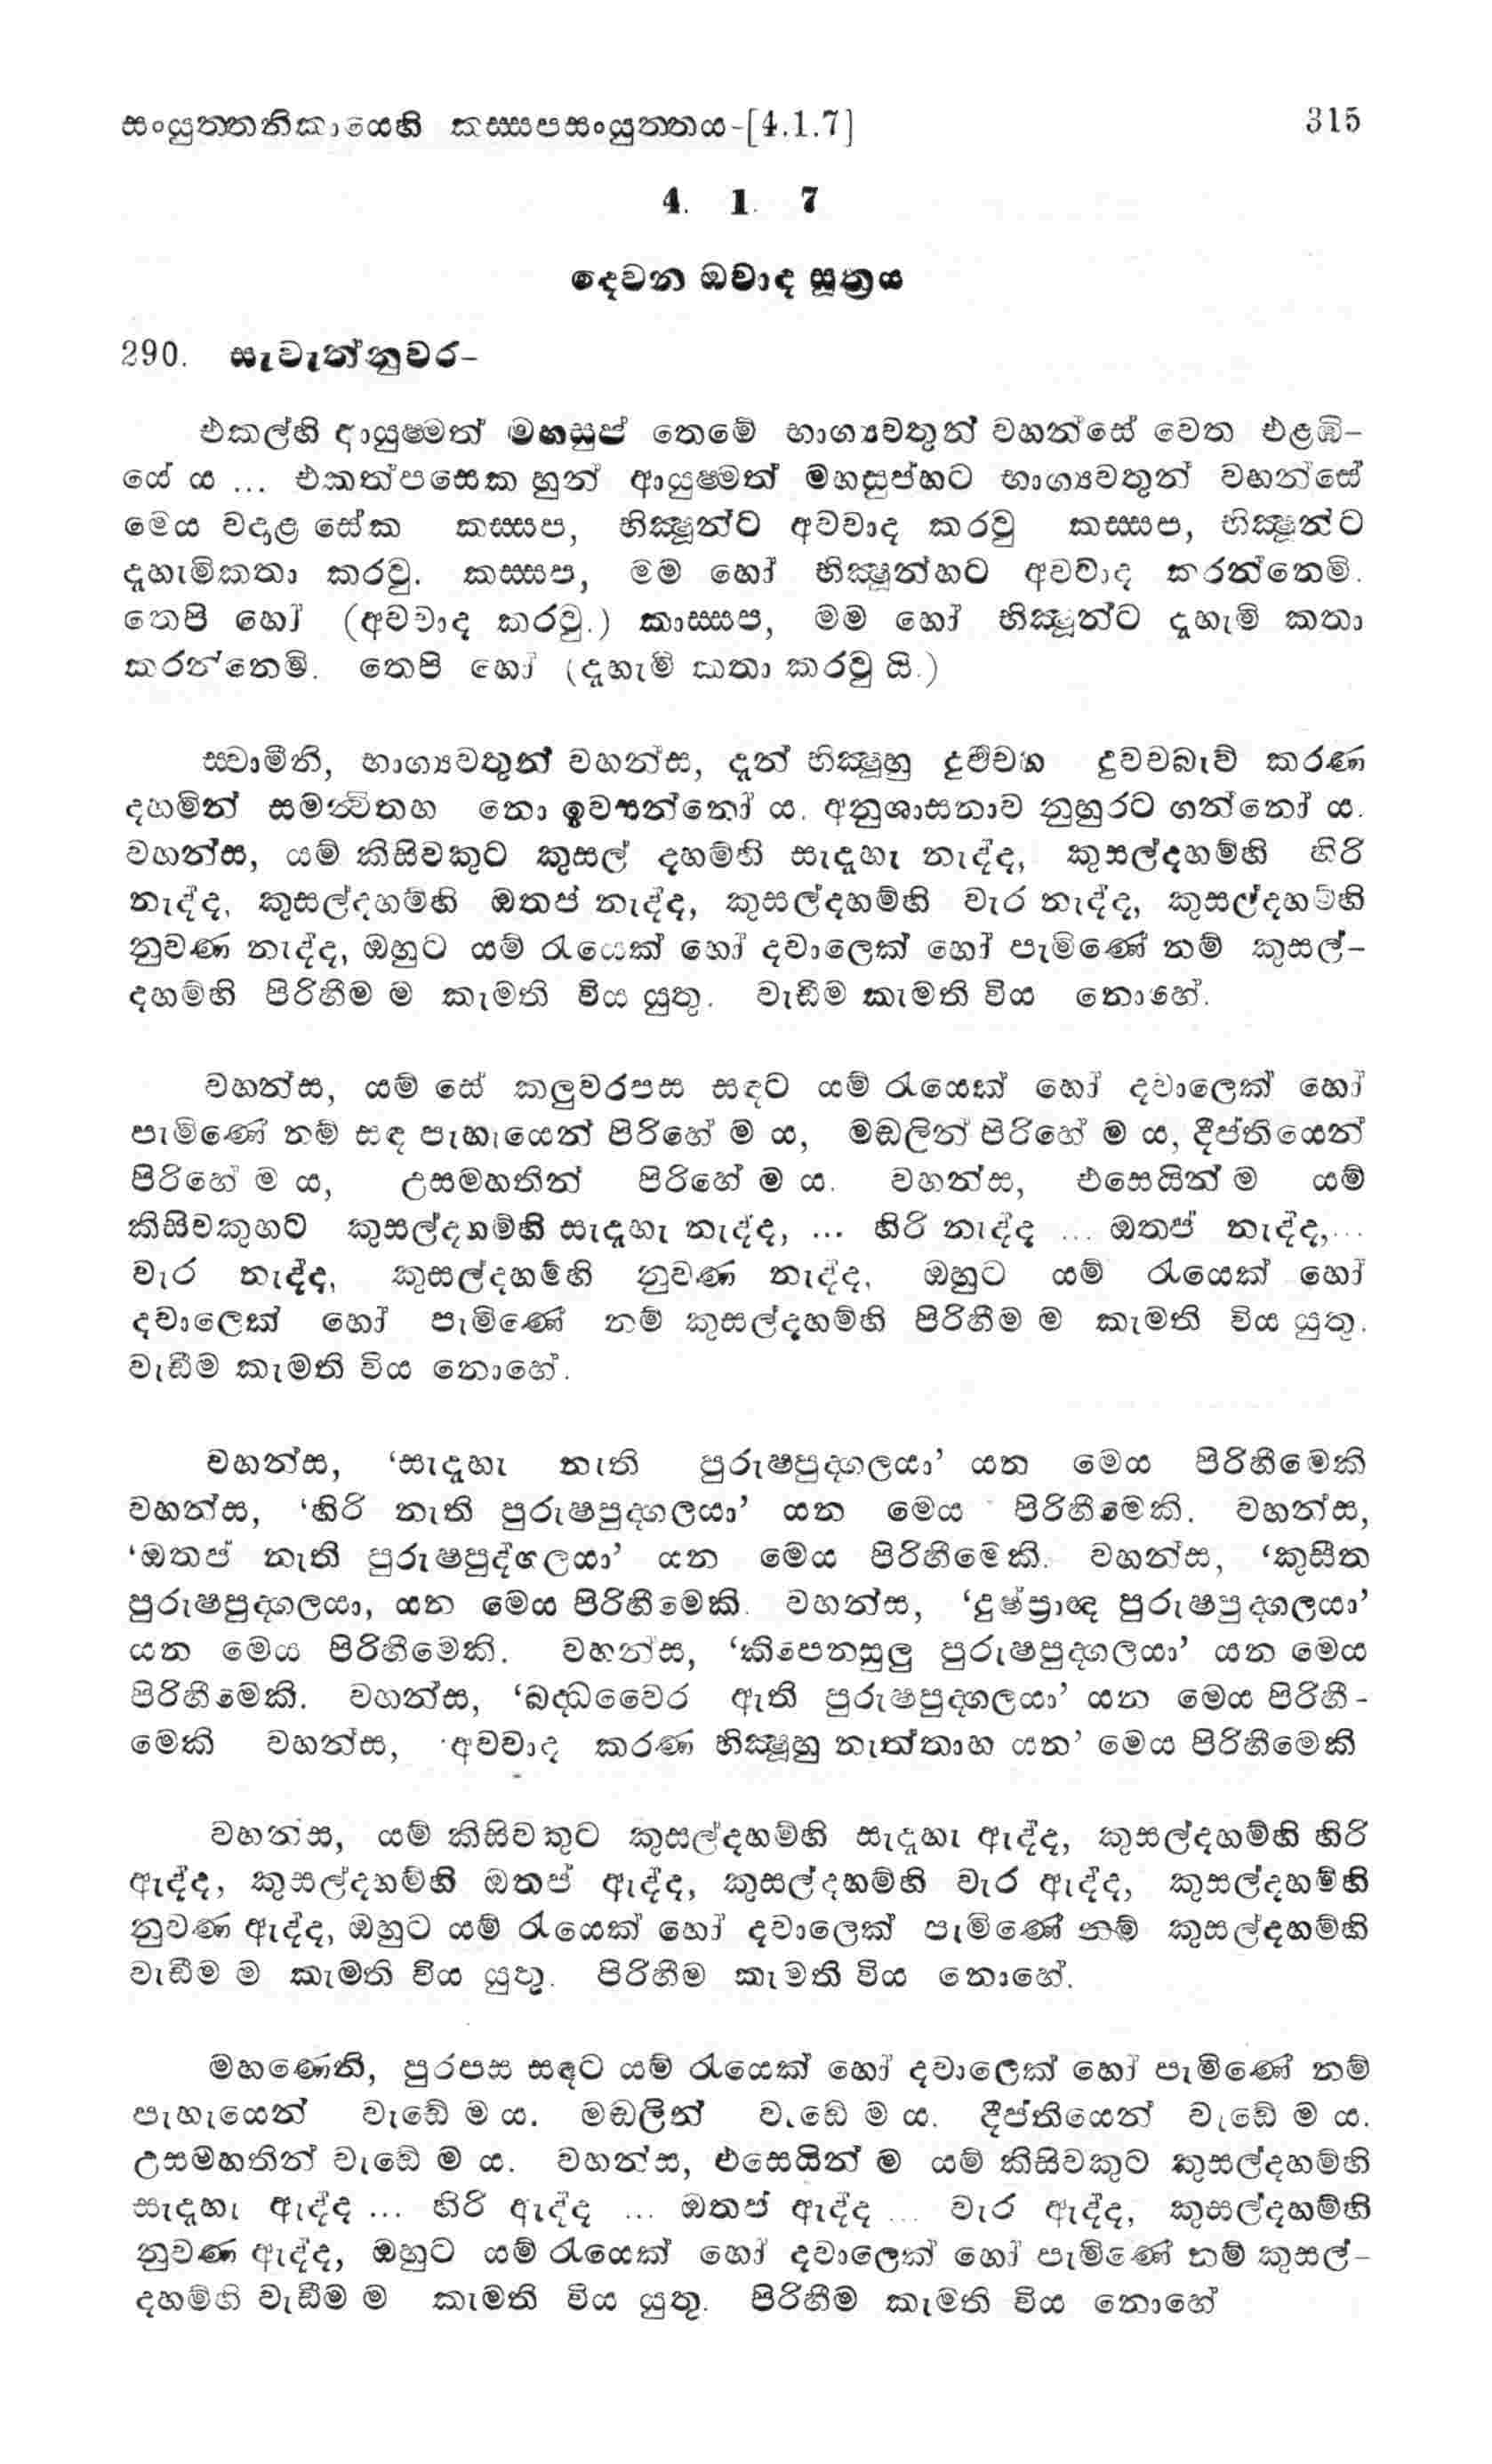 සංයුත්තනිකායෙහි කස්සපසංයුත්තය-[4.1.7] 315
4. 1. 7
දෙවන ඔවාද සූත්‍රය
290. සැවැත්නුවර-
එකල්හි ආයුෂ්මත් මහසුප් තෙමේ භාග්‍යවතුන් වහන්සේ වෙත එළඹි-
යේ ය ... එකත්පසෙක හුන් ආයුෂ්මත් මහසුප්හට භාග්‍යවතුන් වහන්සේ
මෙය වදාළ සේක කස්සප, භික්‍ෂූන්ට අවවාද කරවු කස්සප, භික්‍ෂූන්ට
දැහැමිකතා කරවු. කස්සප, මම හෝ භික්‍ෂූන්හට අවවාද කරන්නෙමි.
තෙපි හෝ (අවවාද කරවු.) කාස්සප, මම හෝ භික්‍ෂූන්ට දැහැමි කතා
කරන්නෙමි. තෙපි හෝ (දැහැමි කතා කරවු යි.)
ස්වාමීනි, භාග්‍යවතුන් වහන්ස, දැන් භික්‍ෂූහු දුර්වචහ දුවචබැව් කරණ
දහමින් සමන්විතහ නො ඉවසන්නෝ ය. අනුශාසනාව නුහුරට ගන්නෝ ය.
වහන්ස, යම් කිසිවකුට කුසල් දහම්හි සැදැහැ නැද්ද, කුසල්දහම්හි හිරි
නැද්ද, කුසල්දහම්හි ඔතප් නැද්ද, කුසල්දහම්හි වැර නැද්ද, කුසල්දහම්හි
නුවණ නැද්ද, ඔහුට යම් රැයෙක් හෝ දවාලෙක් හෝ පැමිණේ නම් කුසල්-
දහම්හි පිරිහීම ම කැමති විය යුතු. වැඩීම කැමති විය නොහේ.
වහන්ස, යම් සේ කලුවරපස සඳට යම් රැයෙක් හෝ දවාලෙක් හෝ
පැමිණේ නම් සඳ පැහැයෙන් පිරිහේ ම ය, මඬලින් පිරිහේ ම ය, දීප්තියෙන්
පිරිහේ ම ය, උසමහතින් පිරිහේ ම ය. වහන්ස, එසෙයින් ම යම්
කිසිවකුහට කුසල්දහම්හි සැදැහැ නැද්ද, ... හිරි නැද්ද ... ඔතප් නැද්ද,...
වැර නැද්ද, කුසල්දහම්හි නුවණ නැද්ද, ඔහුට යම් රැයෙක් හෝ
දවාලෙක් හෝ පැමිණේ නම් කුසල්දහම්හි පිරිහීම ම කැමති විය යුතු.
වැඩීම කැමති විය නොහේ.
වහන්ස, ‘සැදැහැ නැති පුරුෂපුද්ගලයා’ යන මෙය පිරිහීමෙකි
වහන්ස, ‘හිරි නැති පුරුෂපුද්ගලයා’ යන මෙය පිරිහීමෙකි. වහන්ස,
‘ඔතප් නැති පුරුෂපුද්ගලයා’ යන මෙය පිරිහීමෙකි. වහන්ස, ‘කුසීත
පුරුෂපුද්ගලයා, යන මෙය පිරිහීමෙකි. වහන්ස, ‘දුෂ්ප්‍රාඥ පුරුෂපුද්ගලයා’
යන මෙය පිරිහීමෙකි. වහන්ස, ‘කිපෙනසුලු පුරුෂපුද්ගලයා’ යන මෙය
පිරිහීමෙකි. වහන්ස, ‘බද්ධවෛර ඇති පුරුෂපුද්ගලයා’ යන මෙය පිරිහී-
මෙකි වහන්ස, ‘අවවාද කරණ භික්‍ෂූහු නැත්තාහ යන’ මෙය පිරිහීමෙකි
වහන්ස, යම් කිසිවකුට කුසල්දහම්හි සැදැහැ ඇද්ද, කුසල්දහම්හි හිරි
ඇද්ද, කුසල්දහම්හි ඔතප් ඇද්ද, කුසල්දහම්හි වැර ඇද්ද, කුසල්දහම්හි
නුවණ ඇද්ද, ඔහුට යම් රැයෙක් හෝ දවාලෙක් පැමිණේ නම් කුසල්දහම්හි
වැඩීම ම කැමති විය යුතු. පිරිහීම කැමති විය නොහේ.
මහණෙනි, පුරපස සඳට යම් රැයෙක් හෝ දවාලෙක් හෝ පැමිණේ නම්
පැහැයෙන් වැඩේ ම ය. මඬලින් වැඩේ ම ය. දීප්තියෙන් වැඩේ ම ය.
උසමහතින් වැඩේ ම ය. වහන්ස, එසෙයින් ම යම් කිසිවකුට කුසල්දහම්හි
සැදැහැ ඇද්ද ... හිරි ඇද්ද ... ඔතප් ඇද්ද ... වැර ඇද්ද, කුසල්දහම්හි
නුවණ ඇද්ද, ඔහුට යම් රැයෙක් හෝ දවාලෙක් හෝ පැමිණේ නම් කුසල්-
දහම්හි වැඩීම ම කැමති විය යුතු. පිරිහීම කැමති විය නොහේ